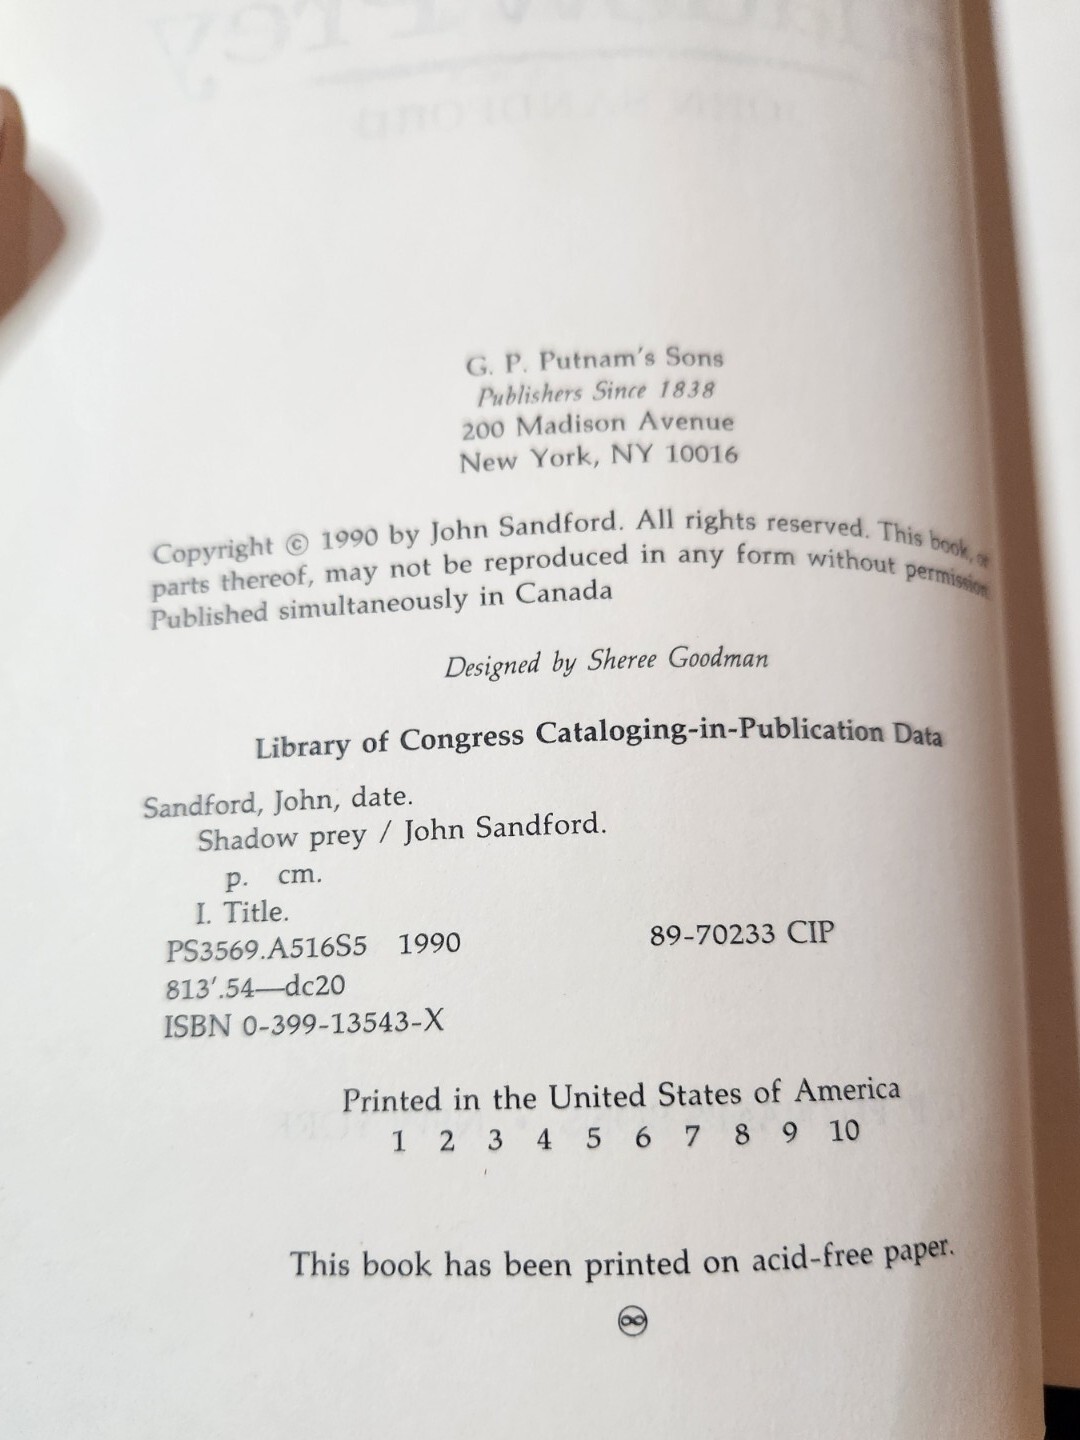 G. P. Putnam's Sons
Publishers Since 1838
200 Madison Avenue
New York, NY 10016
Copyright © 1990 by John Sandford. All rights reserved. This book, or
parts thereof, may not be reproduced in any form without permission.
Published simultaneously in Canada
Designed by Sheree Goodman
Library of Congress Cataloging-in-Publication Data
Sandford, John, date.
Shadow prey / John Sandford.
p. cm.
I. Title.
PS3569.A516S5 1990 89-70233 CIP
813'.54—dc20
ISBN 0-399-13543-X
Printed in the United States of America
1 2 3 4 5 6 7 8 9 10
This book has been printed on acid-free paper.